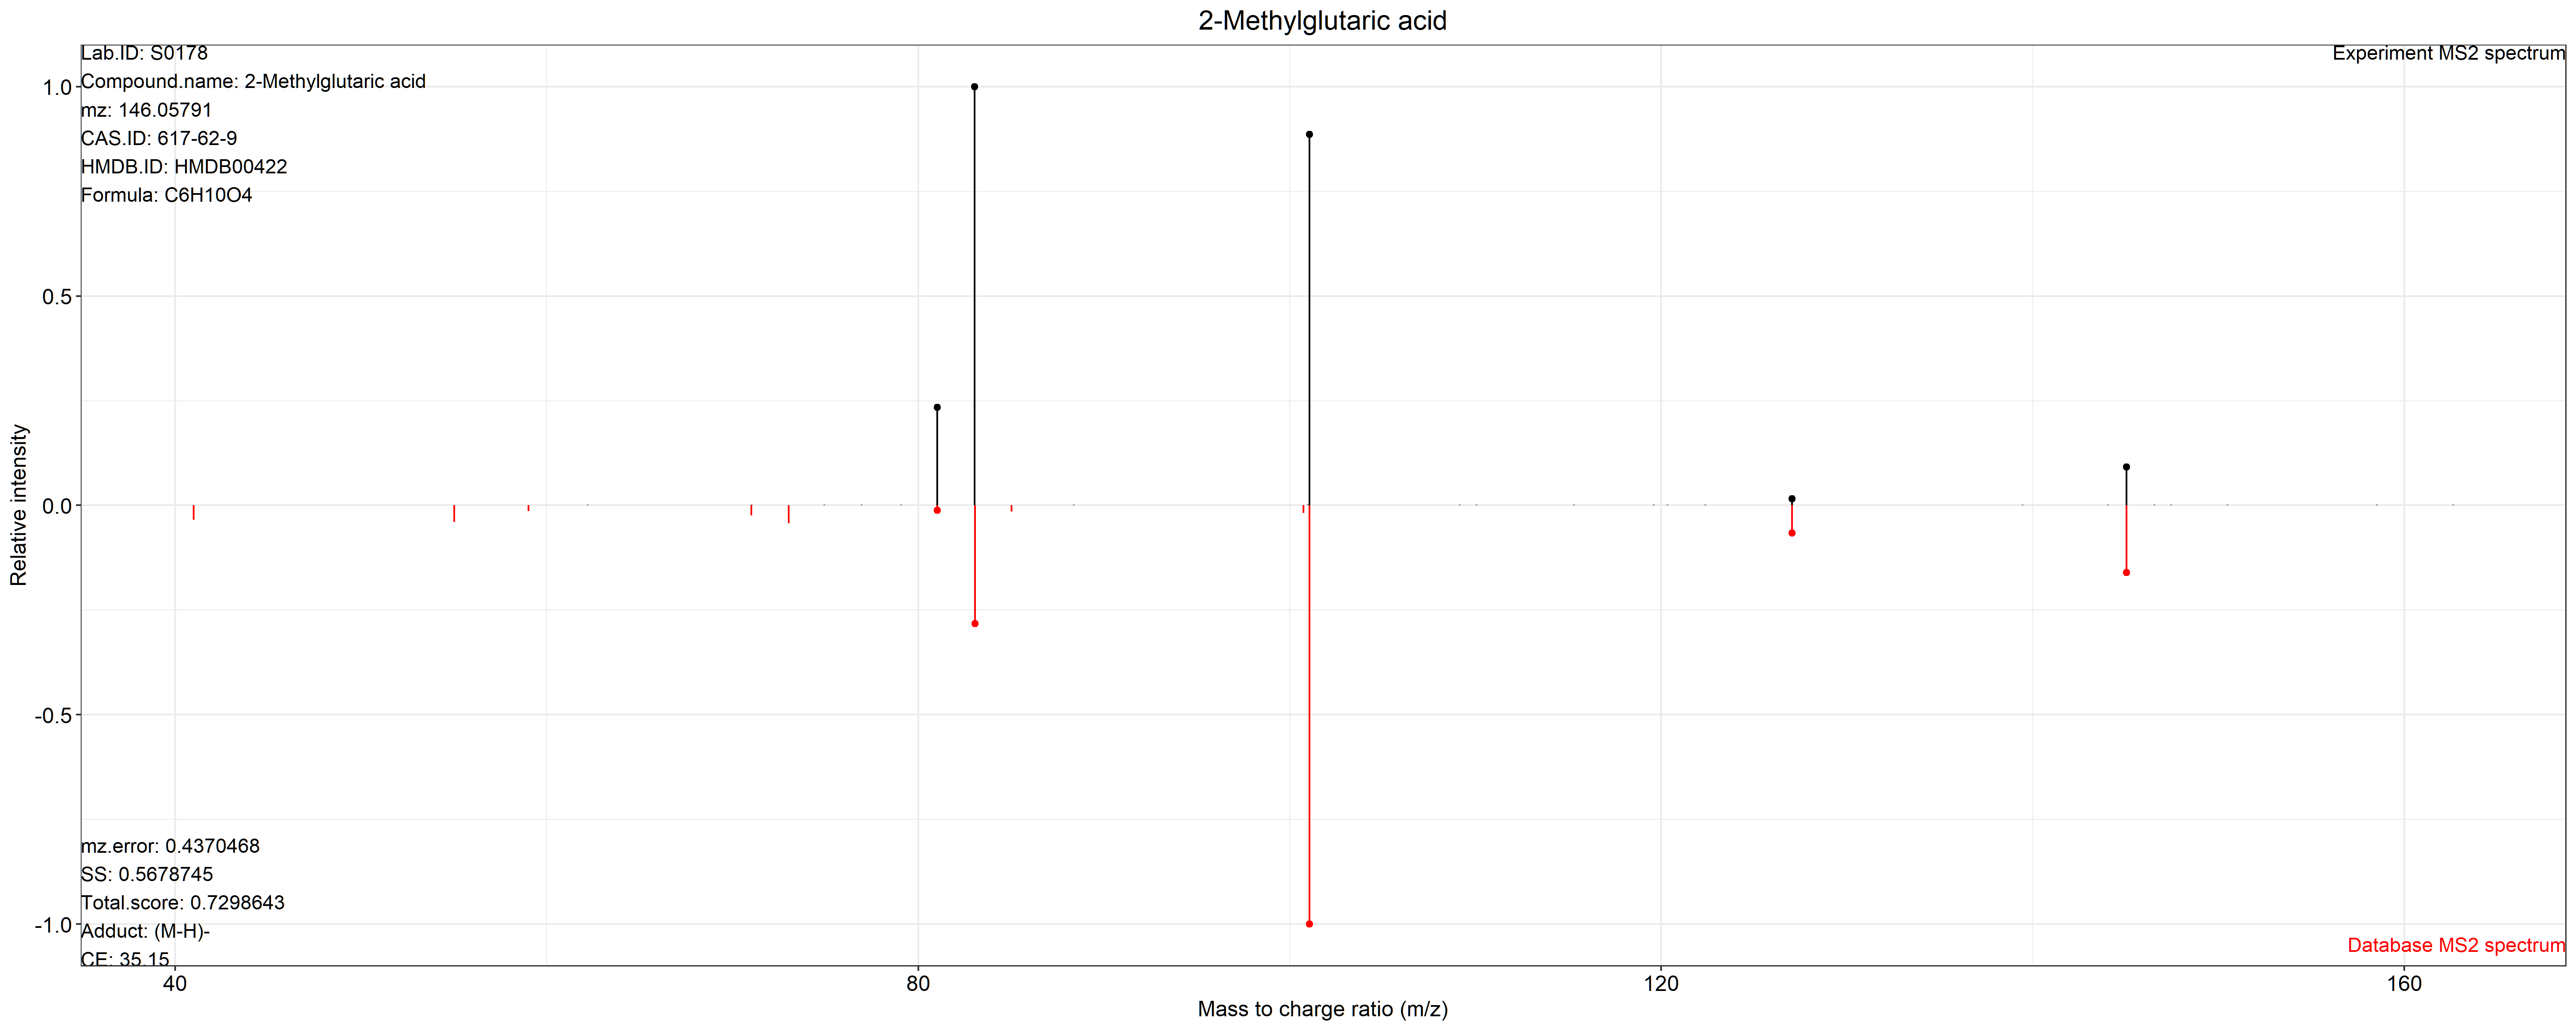 2-Methylglutaric acid
Lab.ID: S0178
Experiment MS2 spectrum
Compound.name: 2-Methylglutaric acid
mz: 146.05791
CAS.ID: 617-62-9
HMDB.ID: HMDB00422
Formula: C6H10O4
1.0
0.5
0.0
-0.5
-1.0
Relative intensity
mz.error: 0.4370468
SS: 0.5678745
Total.score: 0.7298643
Adduct: (M-H)-
CE: 35.15
Database MS2 spectrum
40
80
120
160
Mass to charge ratio (m/z)